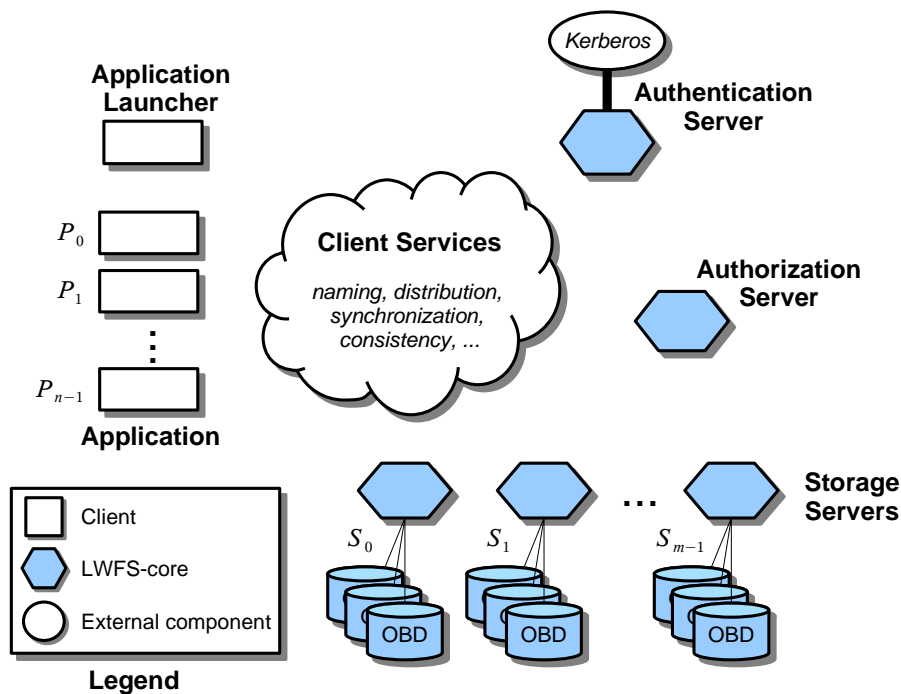 Kerberos
Application
Launcher
Authentication
Server
P0
P1
Pn−1
Application
Client Services
naming, distribution,
synchronization,
consistency, ...
Authorization
Server
Storage
Servers
...
S0
S1
Sm−1
OBD
OBD
OBD
Client
LWFS-core
External component
Legend